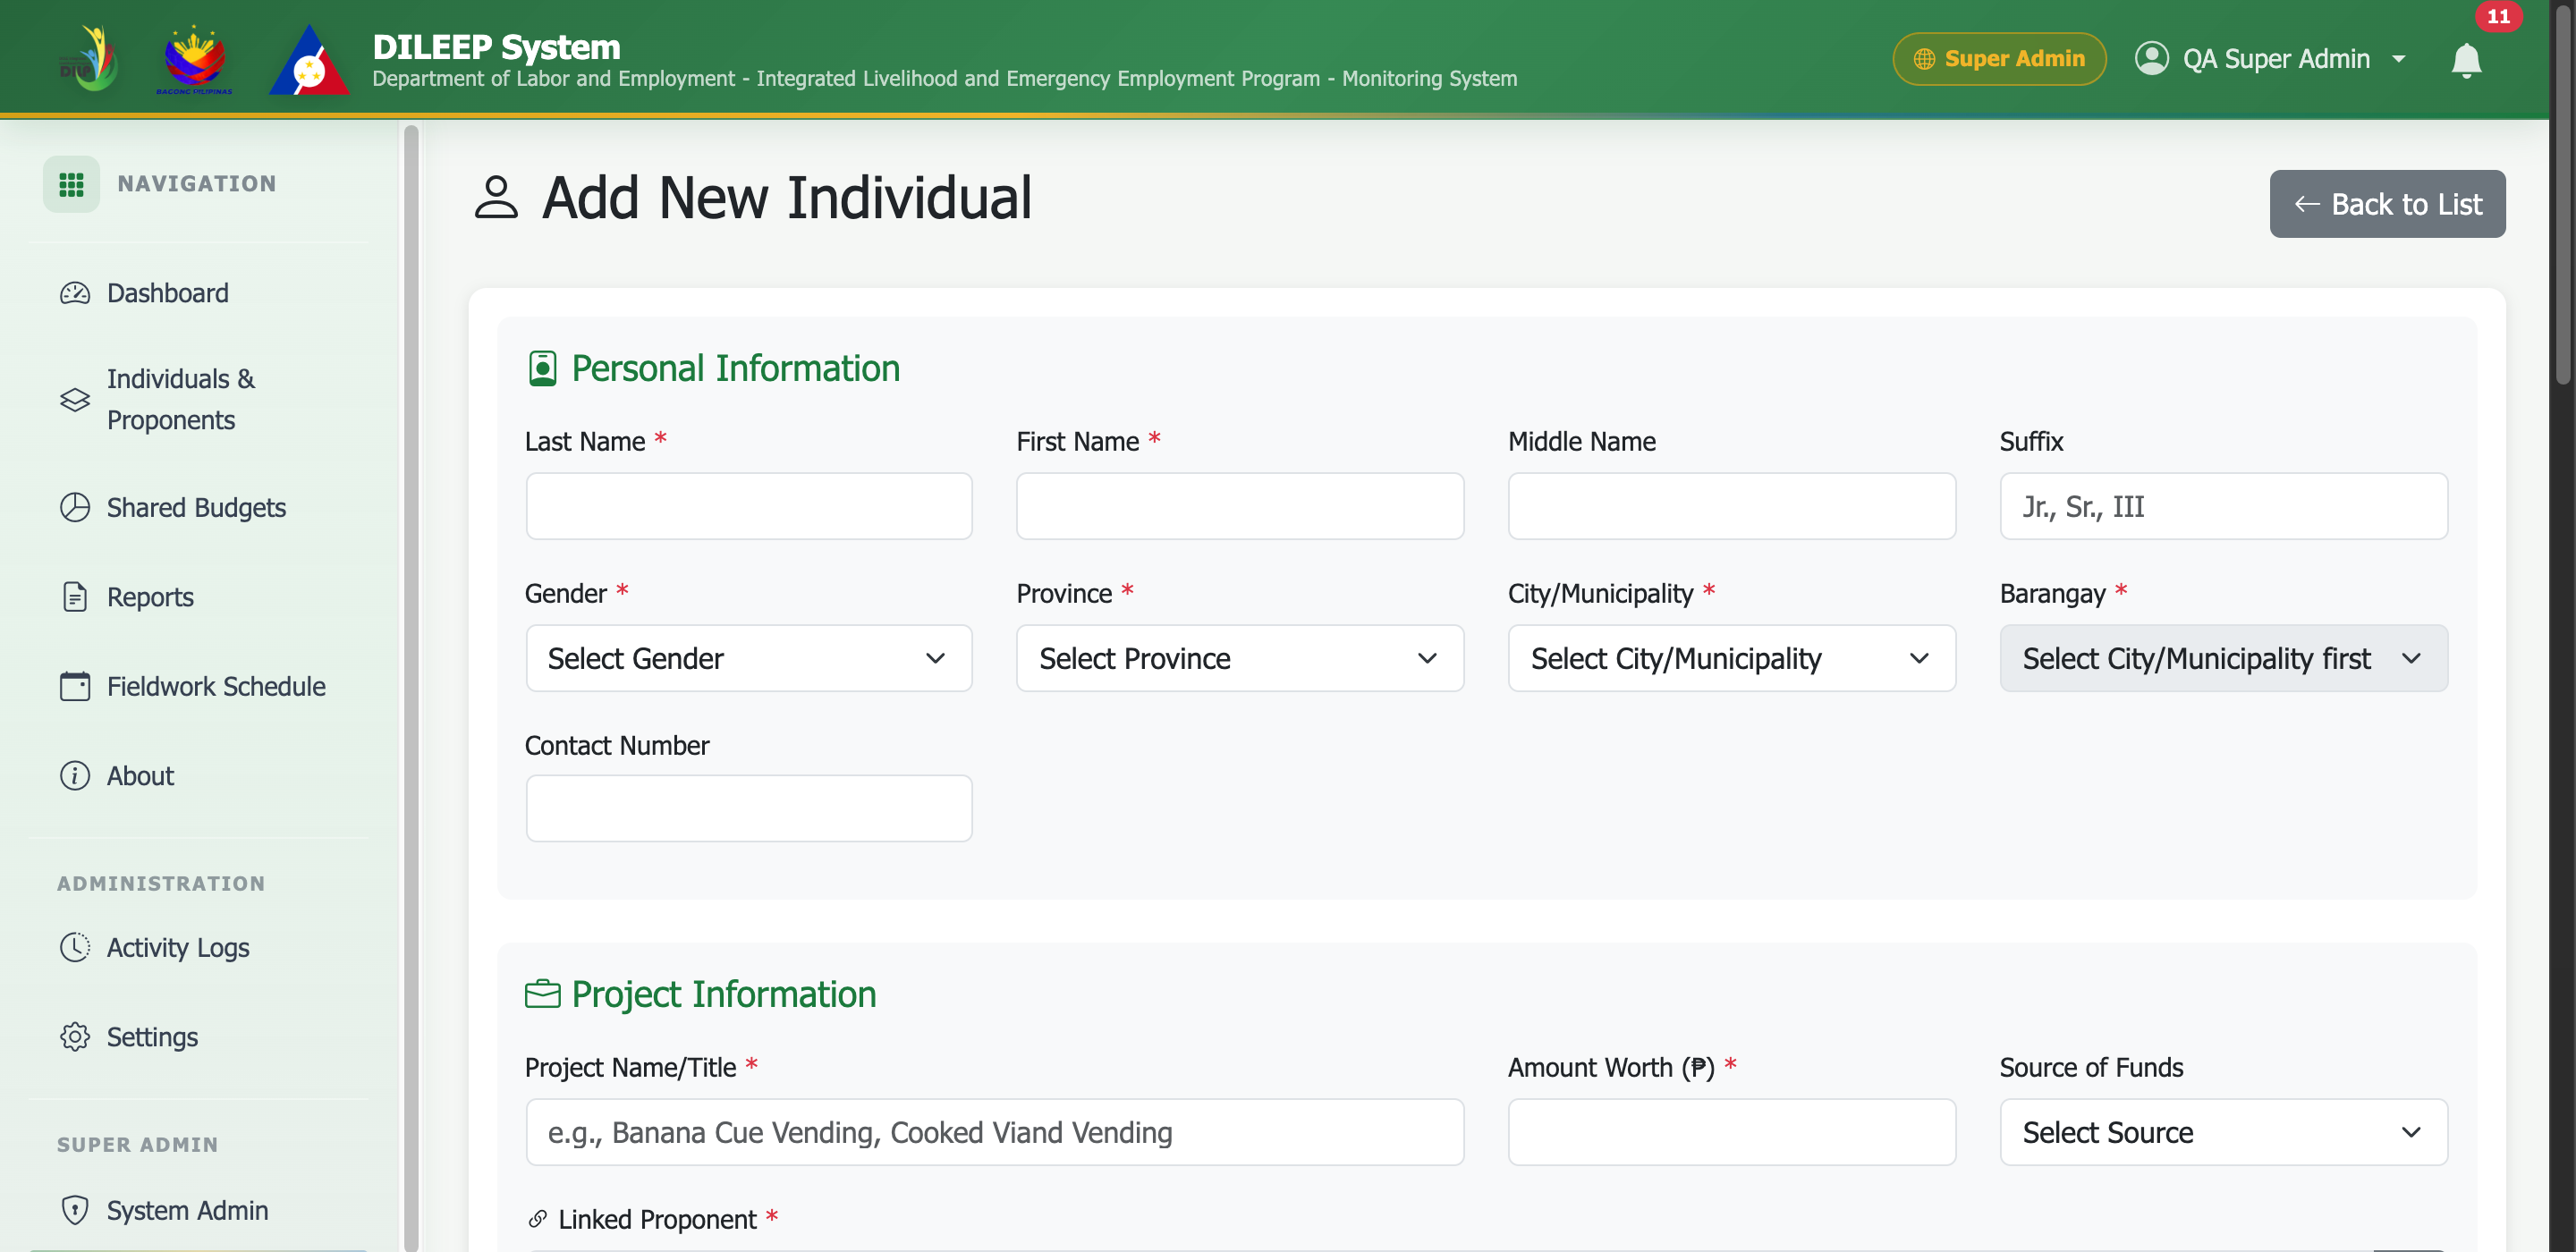 DILP
BAGONG PILIPINAS
DILEEP System
Department of Labor and Employment - Integrated Livelihood and Emergency Employment Program - Monitoring System
Super Admin
QA Super Admin
11
NAVIGATION
Dashboard
Individuals &
Proponents
Shared Budgets
Reports
Fieldwork Schedule
About
ADMINISTRATION
Activity Logs
Settings
SUPER ADMIN
System Admin
Add New Individual
Back to List
Personal Information
Last Name *
First Name *
Middle Name
Suffix
Jr., Sr., III
Gender *
Province *
City/Municipality *
Barangay *
Select Gender
Select Province
Select City/Municipality
Select City/Municipality first
Contact Number
Project Information
Project Name/Title *
Amount Worth (₱) *
Source of Funds
e.g., Banana Cue Vending, Cooked Viand Vending
Select Source
Linked Proponent *